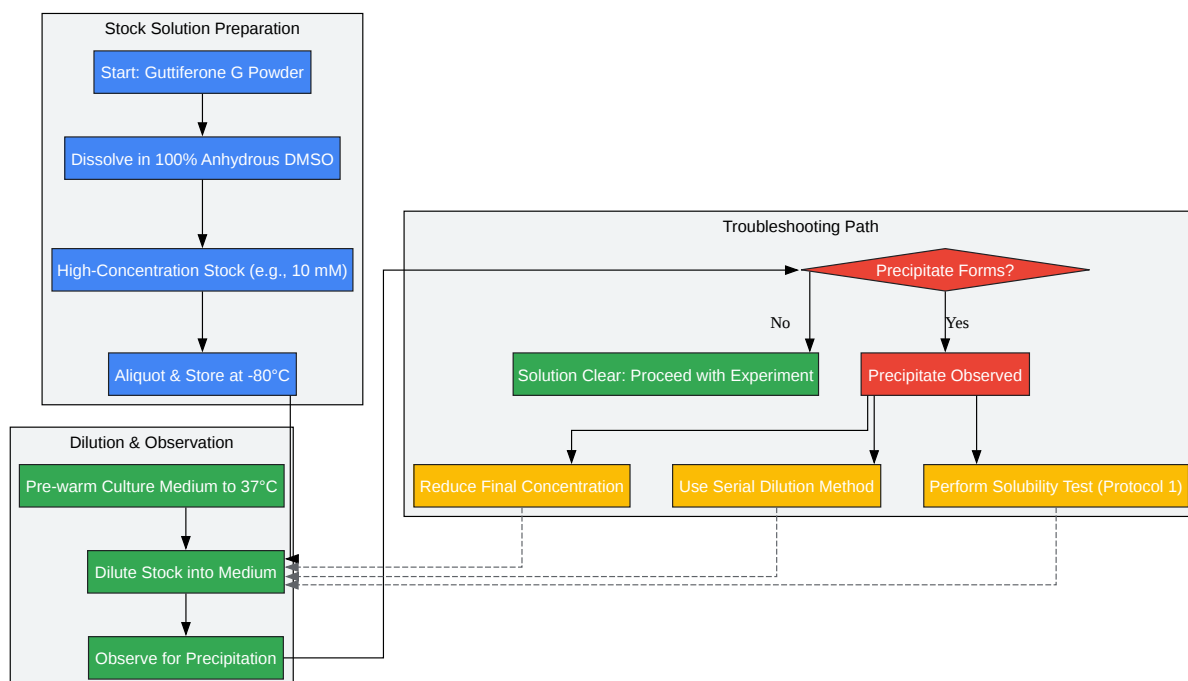 Stock Solution Preparation
Start: Guttiferone G Powder
Dissolve in 100% Anhydrous DMSO
High-Concentration Stock (e.g., 10 mM)
Aliquot & Store at -80°C
Dilution & Observation
Pre-warm Culture Medium to 37°C
Dilute Stock into Medium
Observe for Precipitation
Troubleshooting Path
Precipitate Forms?
No
Yes
Solution Clear: Proceed with Experiment
Precipitate Observed
Reduce Final Concentration
Use Serial Dilution Method
Perform Solubility Test (Protocol 1)